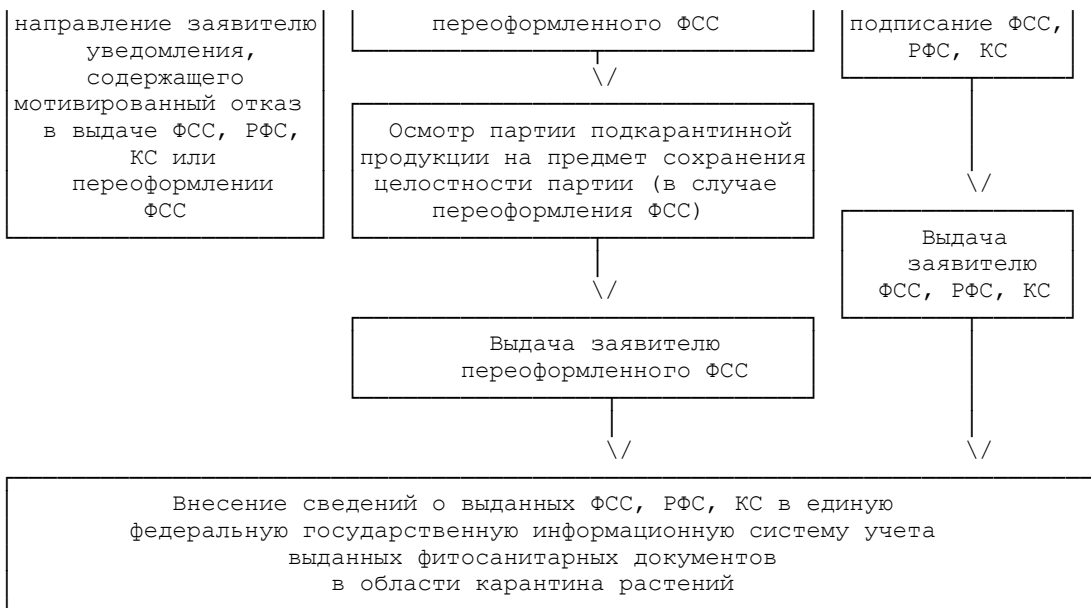 направление заявителю
уведомления,
содержащего
мотивированный отказ
в выдаче ФСС, РФС,
КС или
переоформлении
ФСС
переоформленного ФСС
Осмотр партии подкарантинной
продукции на предмет сохранения
целостности партии (в случае
переоформления ФСС)
Выдача заявителю
переоформленного ФСС
подписание ФСС,
РФС, КС
Выдача
заявителю
ФСС, РФС, КС
Внесение сведений о выданных ФСС, РФС, КС в единую
федеральную государственную информационную систему учета
выданных фитосанитарных документов
в области карантина растений